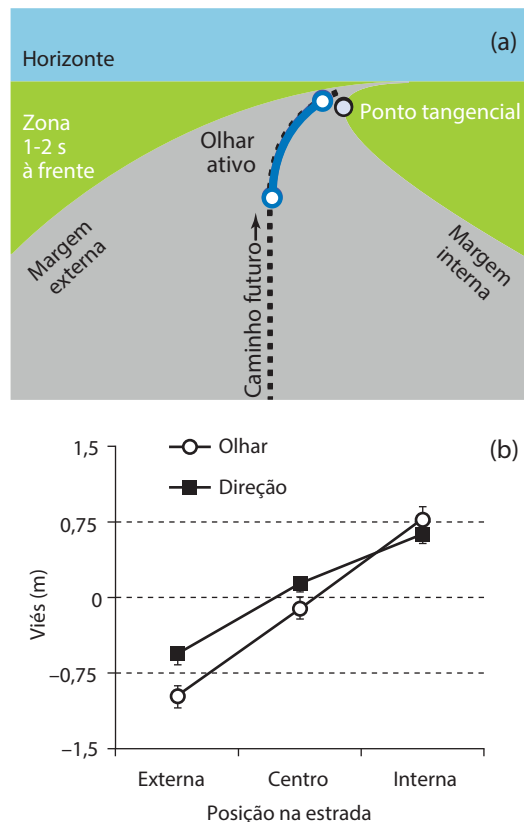 (a)
Horizonte
Zona
1-2 s
à frente
Olhar
ativo
Ponto tangencial
Margem
externa
Caminho futuro
Margem
interna
(b)
Olhar
Direção
Viés (m)
1,5
0,75
0
–0,75
–1,5
Externa
Centro
Interna
Posição na estrada